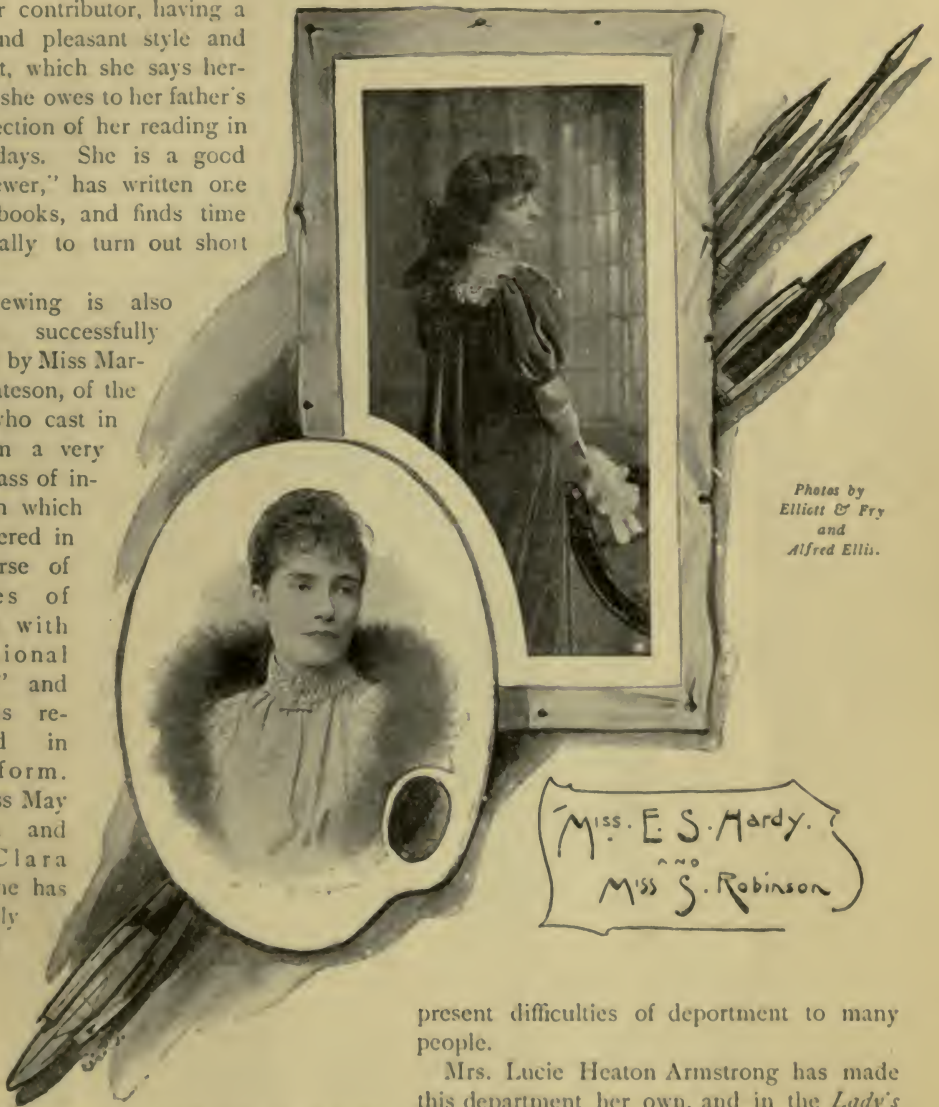 r contributor, having a
nd pleasant style and
t, which she says her-
she owes to her father's
ection of her reading in
days. She is a good
ewer," has written one
books, and finds time
ally to turn out short
ewing is also
successfully
by Miss Mar-
ateson, of the
who cast in
n a very
ass of in-
n which
ered in
rse of
es of
with
ional
" and
s re-
d in
form.
ss May
and
Clara
ne has
ly
Photos by
Elliott & Fry
and
Alfred Ellis.
Miss. E. S. Hardy.
AND
Miss S. Robinson
present difficulties of deportment to many
people.
Mrs. Lucie Heaton Armstrong has made
this department her own, and in the Lady's